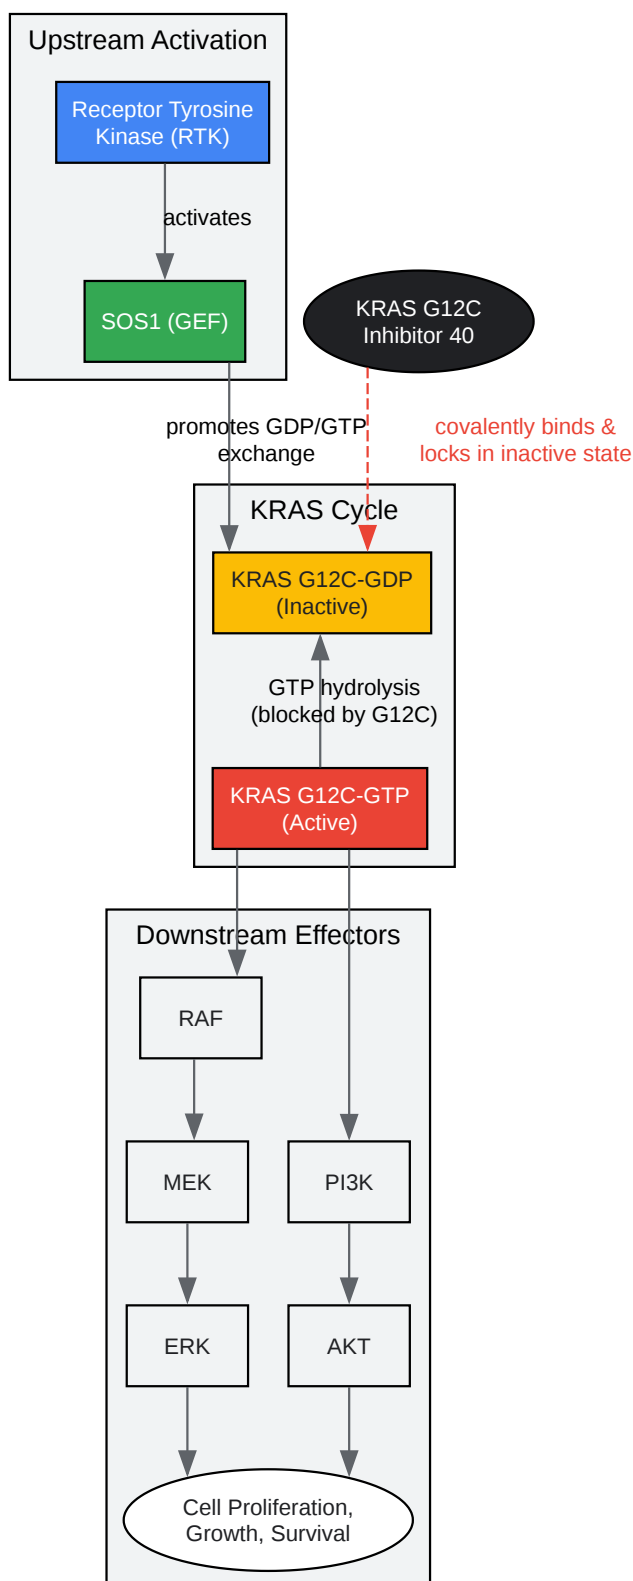 Upstream Activation
Receptor Tyrosine
Kinase (RTK)
activates
SOS1 (GEF)
KRAS G12C
Inhibitor 40
promotes GDP/GTP
exchange
covalently binds &
locks in inactive state
KRAS Cycle
KRAS G12C-GDP
(Inactive)
GTP hydrolysis
(blocked by G12C)
KRAS G12C-GTP
(Active)
Downstream Effectors
RAF
MEK
PI3K
ERK
AKT
Cell Proliferation,
Growth, Survival